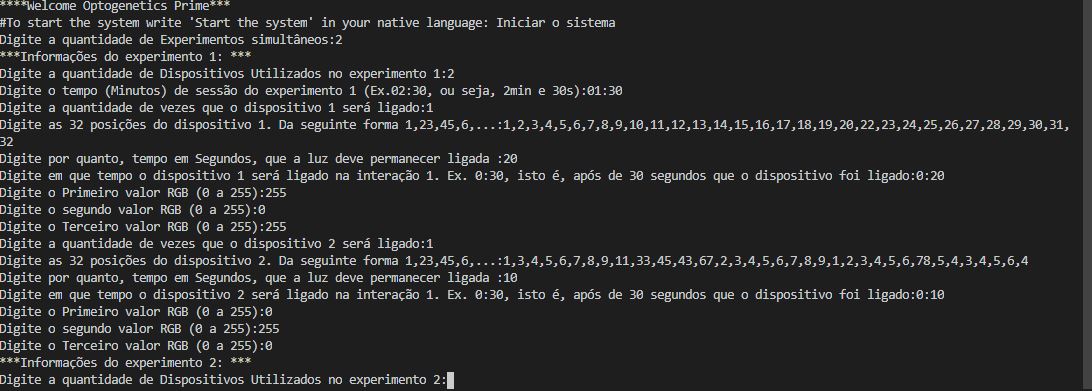 ****Welcome Optogenetics Prime***
#To start the system write 'Start the system' in your native language: Iniciar o sistema
Digite a quantidade de Experimentos simultâneos:2
***Informações do experimento 1: ***
Digite a quantidade de Dispositivos Utilizados no experimento 1:2
Digite o tempo (Minutos) de sessão do experimento 1 (Ex.02:30, ou seja, 2min e 30s):01:30
Digite a quantidade de vezes que o dispositivo 1 será ligado:1
Digite as 32 posições do dispositivo 1. Da seguinte forma 1,23,45,6,...:1,2,3,4,5,6,7,8,9,10,11,12,13,14,15,16,17,18,19,20,22,23,24,25,26,27,28,29,30,31,
32
Digite por quanto, tempo em Segundos, que a luz deve permanecer ligada :20
Digite em que tempo o dispositivo 1 será ligado na interação 1. Ex. 0:30, isto é, após de 30 segundos que o dispositivo foi ligado:0:20
Digite o Primeiro valor RGB (0 a 255):255
Digite o segundo valor RGB (0 a 255):0
Digite o Terceiro valor RGB (0 a 255):255
Digite a quantidade de vezes que o dispositivo 2 será ligado:1
Digite as 32 posições do dispositivo 2. Da seguinte forma 1,23,45,6,...:1,3,4,5,6,7,8,9,11,33,45,43,67,2,3,4,5,6,7,8,9,1,2,3,4,5,6,78,5,4,3,4,5,6,4
Digite por quanto, tempo em Segundos, que a luz deve permanecer ligada :10
Digite em que tempo o dispositivo 2 será ligado na interação 1. Ex. 0:30, isto é, após de 30 segundos que o dispositivo foi ligado:0:10
Digite o Primeiro valor RGB (0 a 255):0
Digite o segundo valor RGB (0 a 255):255
Digite o Terceiro valor RGB (0 a 255):0
***Informações do experimento 2: ***
Digite a quantidade de Dispositivos Utilizados no experimento 2: